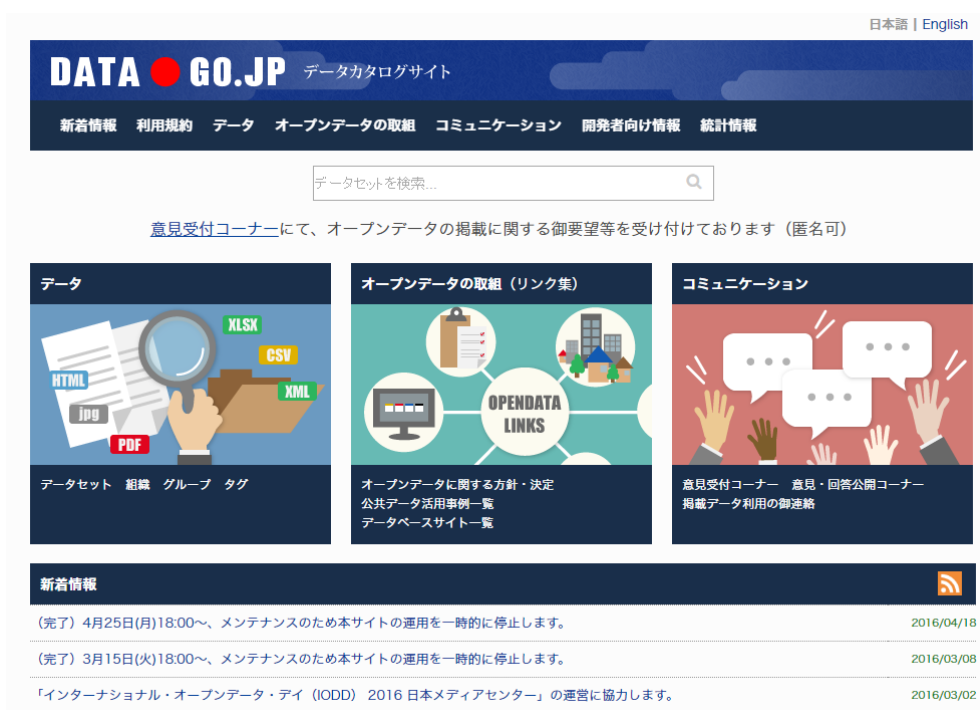 日本語 | English
DATA GO.JP データカタログサイト
新着情報 利用規約 データ オープンデータの取組 コミュニケーション 開発者向け情報 統計情報
データセットを検索...
意見受付コーナーにて、オープンデータの掲載に関する御要望等を受け付けております（匿名可）
データ
XLSX
CSV
HTML
XML
jpg
PDF
データセット 組織 グループ タグ
オープンデータの取組（リンク集）
OPENDATA
LINKS
オープンデータに関する方針・決定
公共データ活用事例一覧
データベースサイト一覧
コミュニケーション
意見受付コーナー 意見・回答公開コーナー
掲載データ利用の御連絡
新着情報
（完了）4月25日(月)18:00〜、メンテナンスのため本サイトの運用を一時的に停止します。 2016/04/18
（完了）3月15日(火)18:00〜、メンテナンスのため本サイトの運用を一時的に停止します。 2016/03/08
「インターナショナル・オープンデータ・デイ（IODD） 2016 日本メディアセンター」の運営に協力します。 2016/03/02